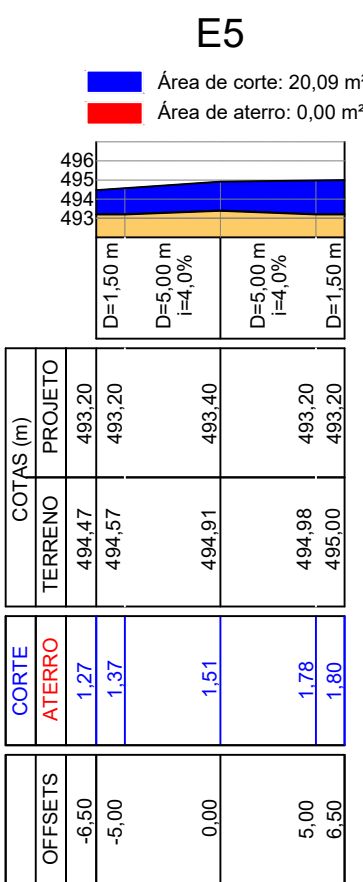 E5
Área de corte: 20,09 m²
Área de aterro: 0,00 m²
496
495
494
493
D=1,50 m
D=5,00 m
i=4,0%
D=5,00 m
i=4,0%
D=1,50 m
COTAS (m)
PROJETO
493,20
493,20
493,40
493,20
493,20
TERRENO
494,47
494,57
494,91
494,98
495,00
CORTE
ATERRO
1,27
1,37
1,51
1,78
1,80
OFFSETS
-6,50
-5,00
0,00
5,00
6,50